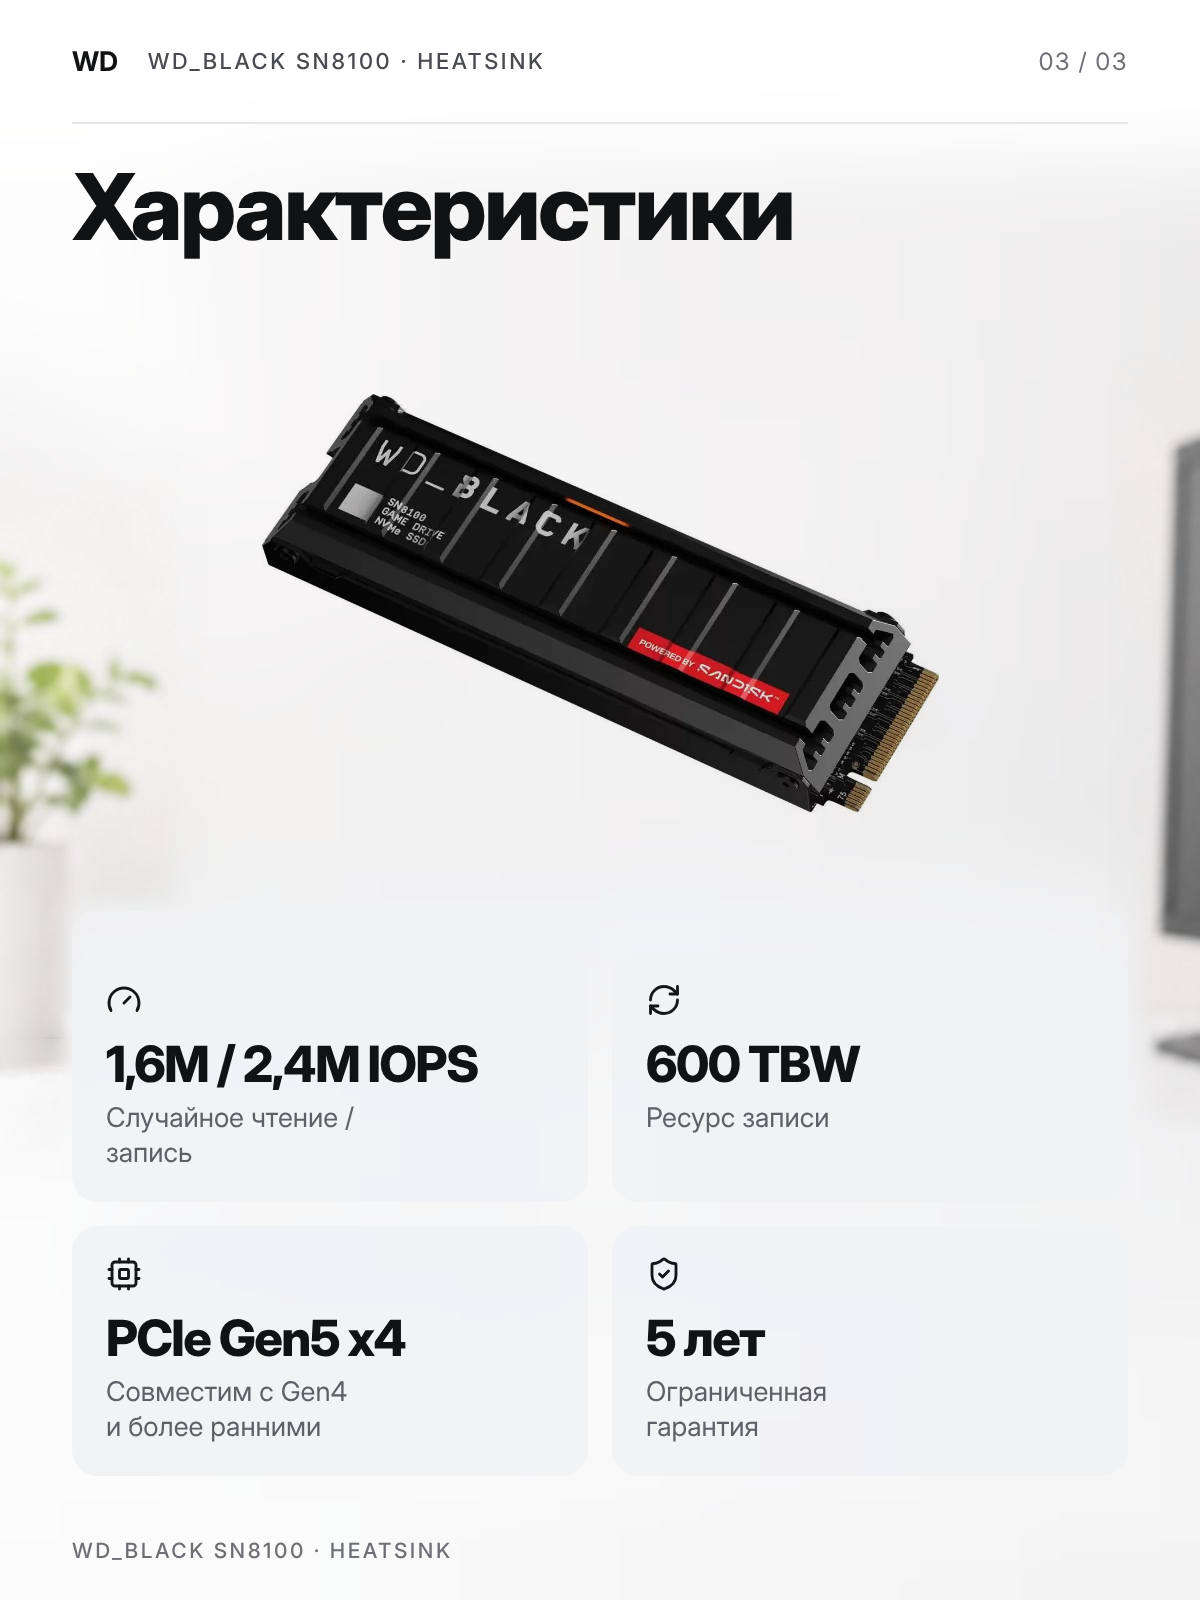 WD WD_BLACK SN8100 · HEATSINK 03 / 03
Характеристики
WD_BLACK
SN8100
GAME DRIVE
NVMe SSD
POWERED BY SANDISK™
1,6M / 2,4M IOPS
Случайное чтение /
запись
600 TBW
Ресурс записи
PCIe Gen5 x4
Совместим с Gen4
и более ранними
5 лет
Ограниченная
гарантия
WD_BLACK SN8100 · HEATSINK